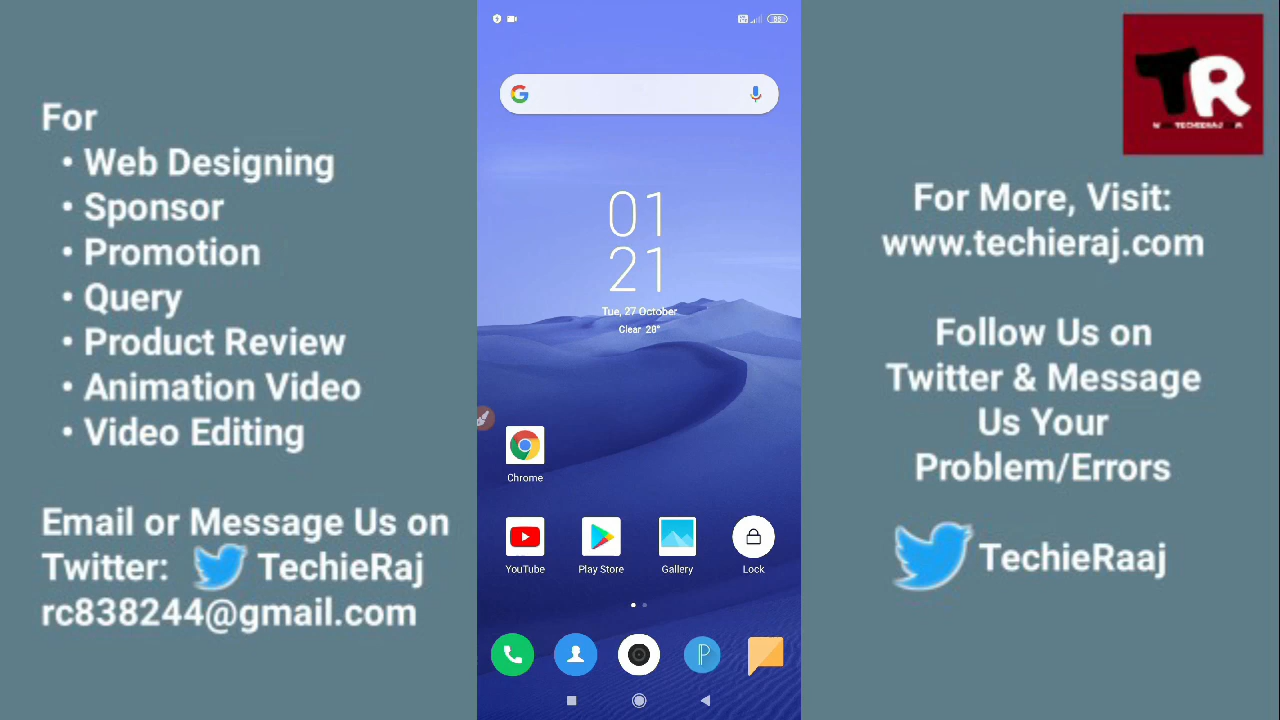 For
• Web Designing
• Sponsor
• Promotion
• Query
• Product Review
• Animation Video
• Video Editing
Email or Message Us on
Twitter: TechieRaj
rc838244@gmail.com
88
G
01
21
Tue, 27 October
Clear 28°
Chrome
YouTube
Play Store
Gallery
Lock
TR
For More, Visit:
www.techieraj.com
Follow Us on
Twitter & Message
Us Your
Problem/Errors
TechieRaaj